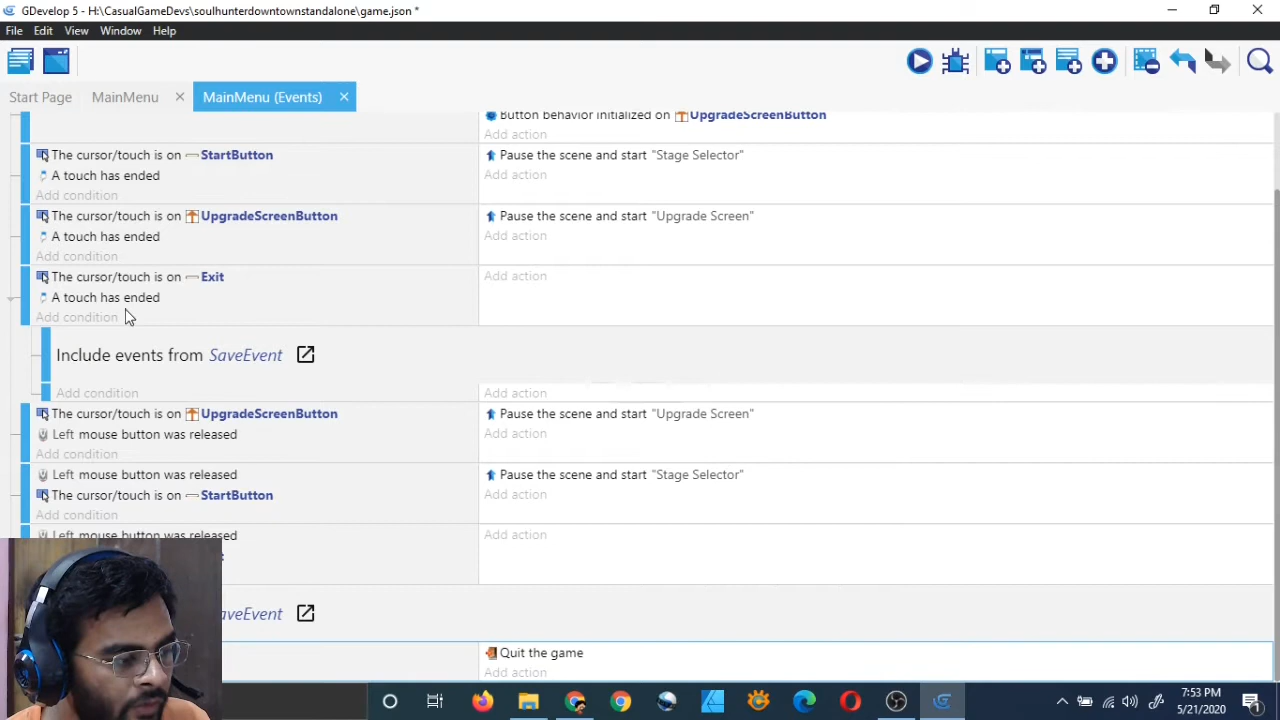 GDevelop 5 - H:\CasualGameDevs\soulhunterdowntownstandalone\game.json *
File Edit View Window Help
Start Page MainMenu MainMenu (Events)
Button behavior initialized on UpgradeScreenButton
Add action
The cursor/touch is on StartButton Pause the scene and start "Stage Selector"
A touch has ended Add action
Add condition
The cursor/touch is on UpgradeScreenButton Pause the scene and start "Upgrade Screen"
A touch has ended Add action
Add condition
The cursor/touch is on Exit Add action
A touch has ended
Add condition
Include events from SaveEvent
Add condition Add action
The cursor/touch is on UpgradeScreenButton Pause the scene and start "Upgrade Screen"
Left mouse button was released Add action
Add condition
Left mouse button was released Pause the scene and start "Stage Selector"
The cursor/touch is on StartButton Add action
Add condition
Left mouse button was released Add action
aveEvent
Quit the game
Add action
7:53 PM
5/21/2020